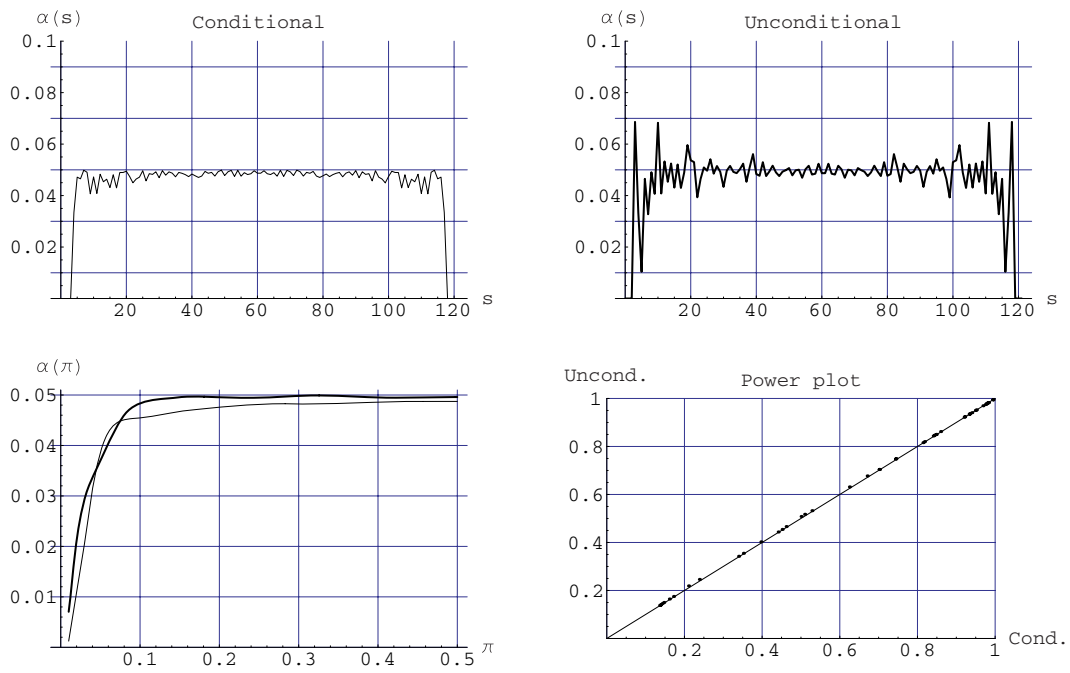 α(s)
Conditional
0.1
0.08
0.06
0.04
0.02
20 40 60 80 100 120
s
α(s)
Unconditional
0.1
0.08
0.06
0.04
0.02
20 40 60 80 100 120
s
α(π)
0.05
0.04
0.03
0.02
0.01
0.1 0.2 0.3 0.4 0.5
π
Uncond.
Power plot
1
0.8
0.6
0.4
0.2
0.2 0.4 0.6 0.8 1
Cond.